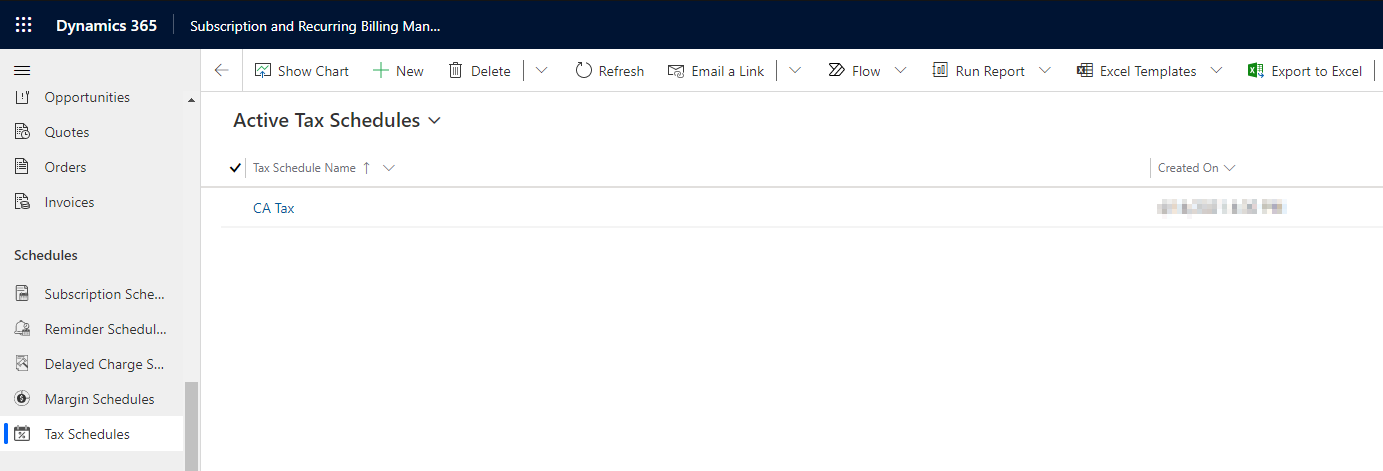 Dynamics 365 Subscription and Recurring Billing Man...
Show Chart New Delete Refresh Email a Link Flow Run Report Excel Templates Export to Excel
Opportunities
Quotes
Orders
Invoices
Schedules
Subscription Sche...
Reminder Schedul...
Delayed Charge S...
Margin Schedules
Tax Schedules
Active Tax Schedules
Tax Schedule Name Created On
CA Tax